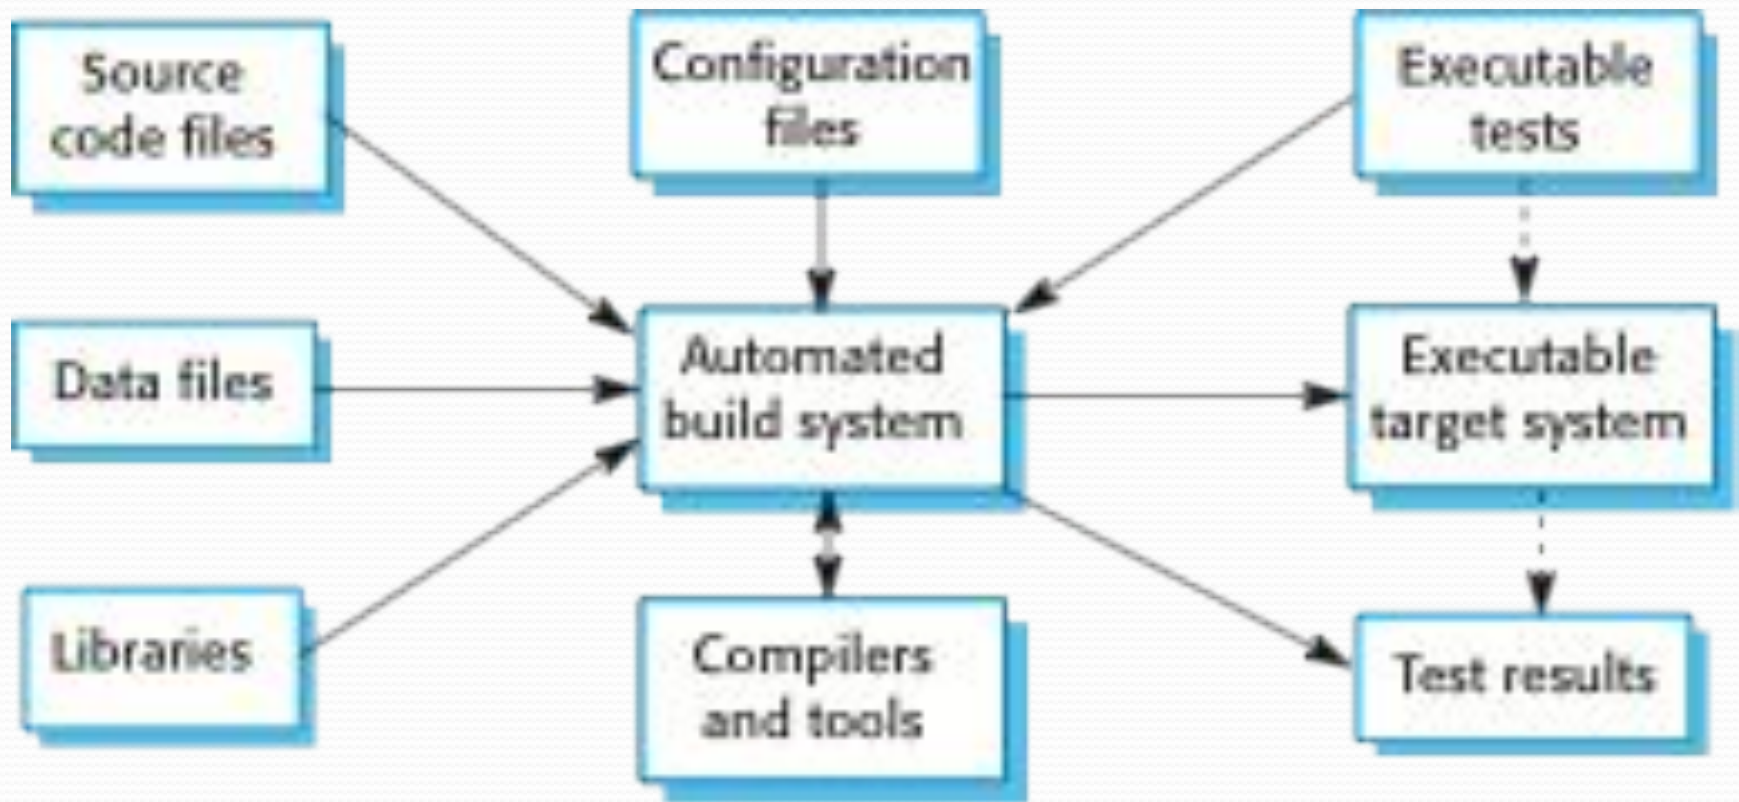 Source
code files
Configuration
files
Executable
tests
Data files
Automated
build system
Executable
target system
Libraries
Compilers
and tools
Test results